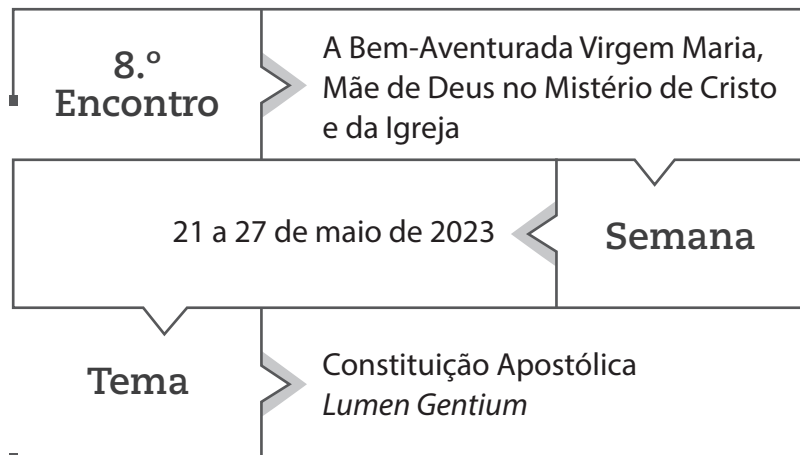 8.º
Encontro
A Bem-Aventurada Virgem Maria,
Mãe de Deus no Mistério de Cristo
e da Igreja
21 a 27 de maio de 2023
Semana
Tema
Constituição Apostólica
Lumen Gentium